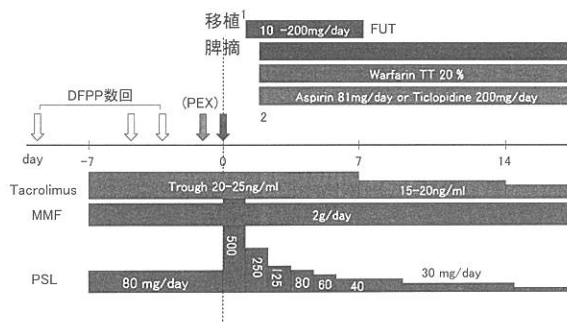 移植 1
脾摘
10 -200mg/day FUT
Warfarin TT 20 %
Aspirin 81mg/day or Ticlopidine 200mg/day
2
DFPP数回
(PEX)
day -7 0 7 14
Tacrolimus Trough 20-25ng/ml 15-20ng/ml
MMF 2g/day
PSL 80 mg/day 500 250 125 80 60 40 30 mg/day